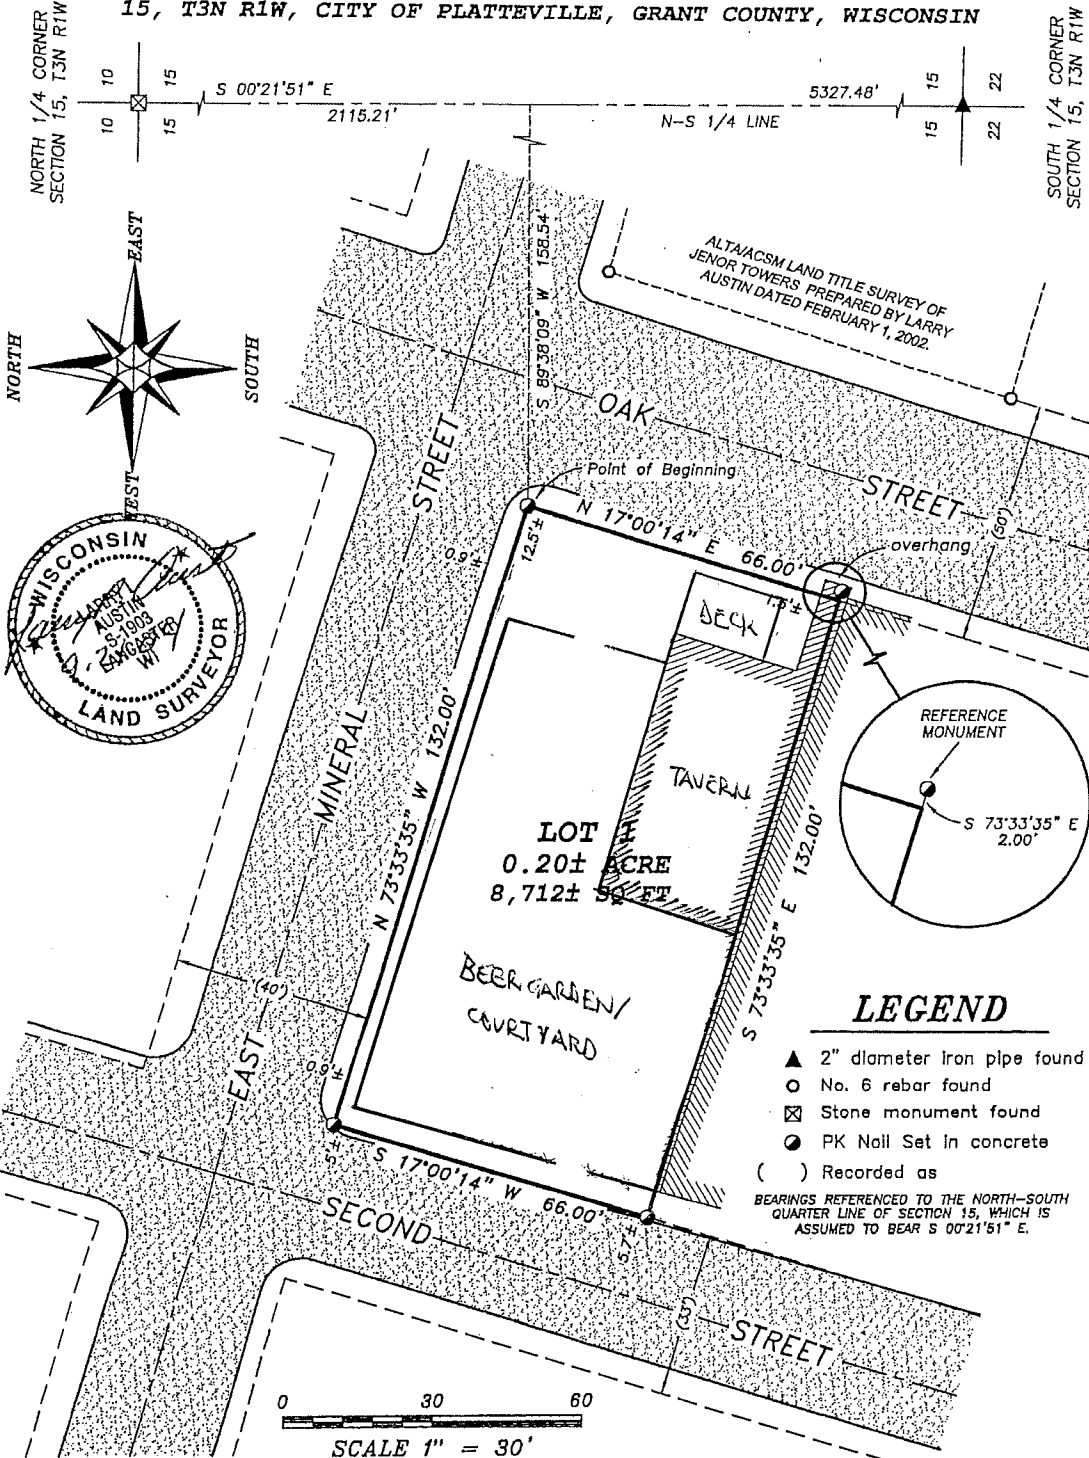 15, T3N R1W, CITY OF PLATTEVILLE, GRANT COUNTY, WISCONSIN
NORTH 1/4 CORNER
SECTION 15, T3N R1W
10
15
10
15
S 00°21'51" E
2115.21'
5327.48'
N-S 1/4 LINE
15
22
15
22
SOUTH 1/4 CORNER
SECTION 15, T3N R1W
EAST
NORTH
SOUTH
WEST
S 89°38'09" W 158.54'
ALTA/ACSM LAND TITLE SURVEY OF
JENOR TOWERS PREPARED BY LARRY
AUSTIN DATED FEBRUARY 1, 2002.
OAK
STREET
(50')
EAST
MINERAL
STREET
Point of Beginning
N 17°00'14" E 66.00'
overhang
12.5'±
0.9'±
1.5'±
WISCONSIN
LARRY
AUSTIN
S-1903
LANCASTER
WI
LAND SURVEYOR
DECK
TAVERN
REFERENCE
MONUMENT
S 73°33'35" E
2.00'
N 73°33'35" W 132.00'
LOT 1
0.20± ACRE
8,712± SQ.FT
S 73°33'35" E 132.00'
BEER GARDEN/
COURTYARD
(40')
0.9'±
5'±
S 17°00'14" W 66.00'
5.7'±
SECOND
STREET
(33')
LEGEND
2" diameter iron pipe found
No. 6 rebar found
Stone monument found
PK Nail Set in concrete
( ) Recorded as
BEARINGS REFERENCED TO THE NORTH-SOUTH
QUARTER LINE OF SECTION 15, WHICH IS
ASSUMED TO BEAR S 00°21'51" E.
0 30 60
SCALE 1" = 30'